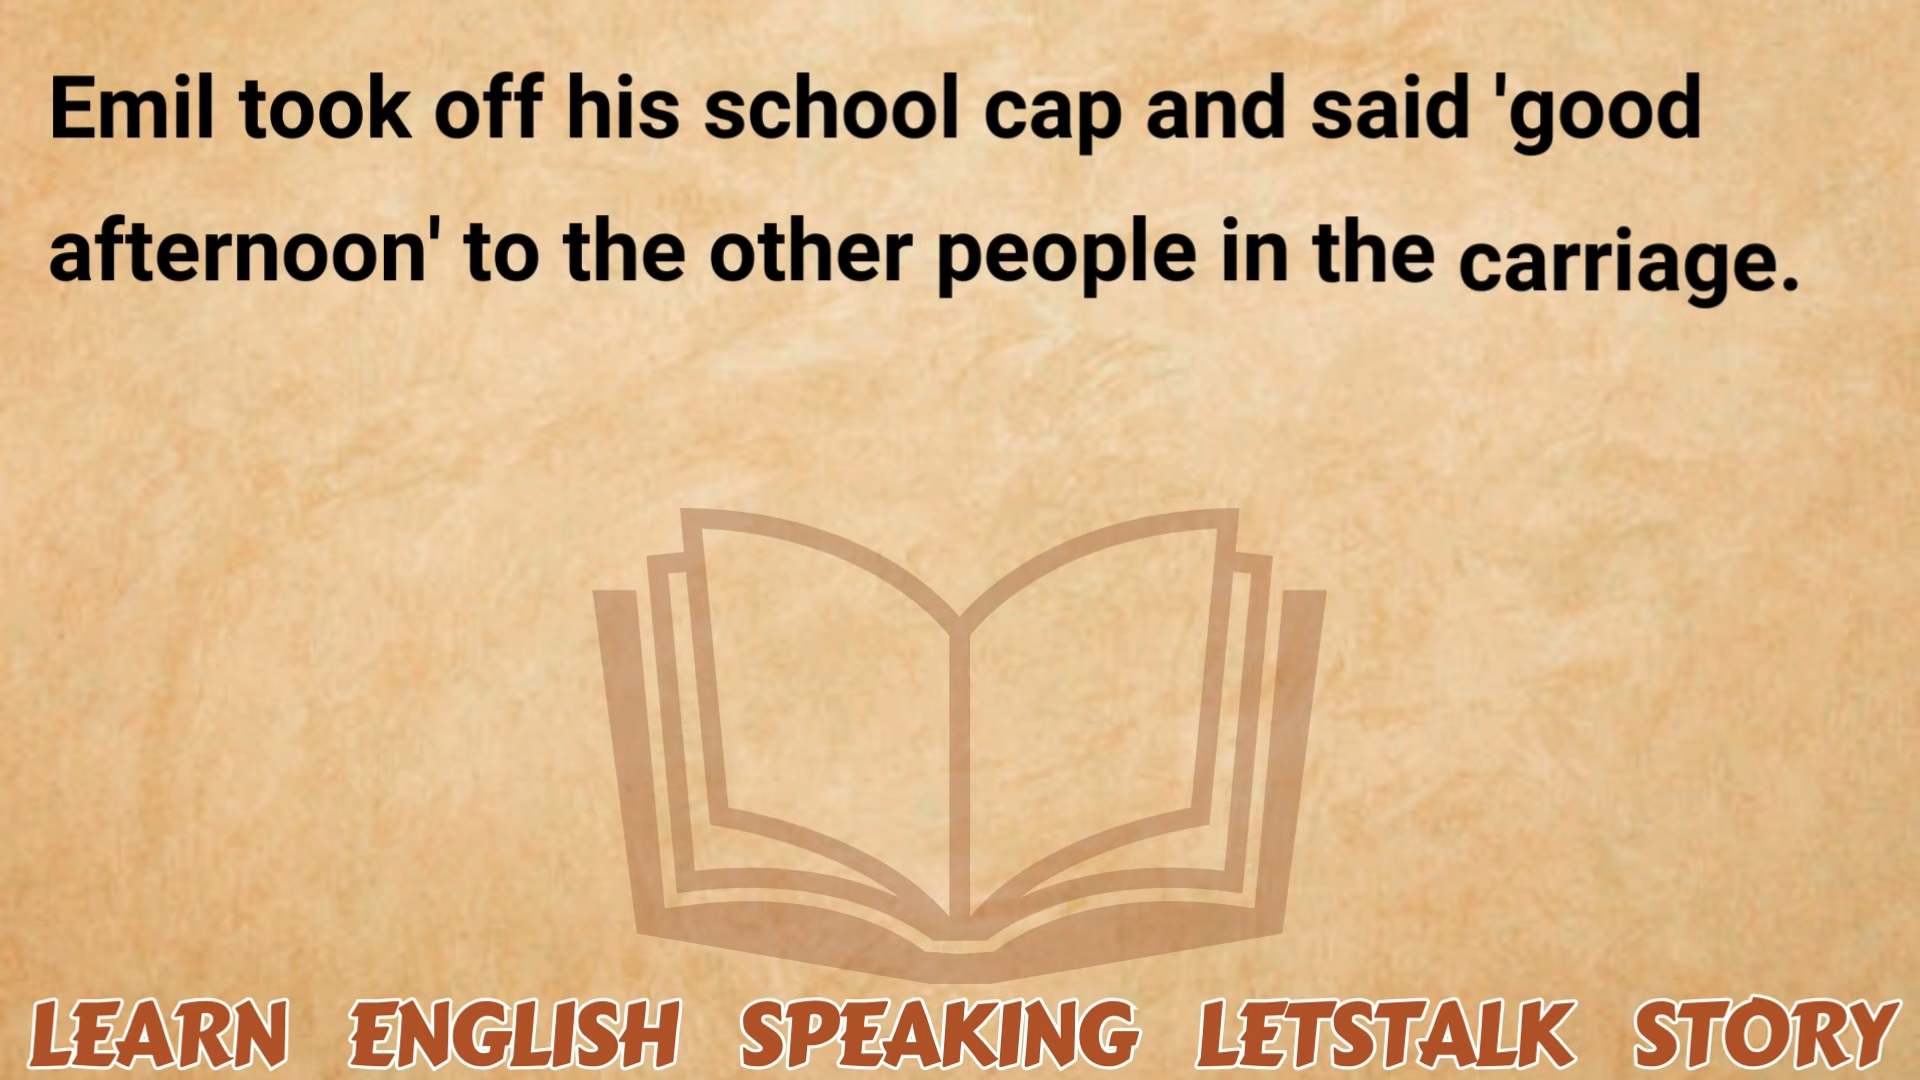 Emil took off his school cap and said 'good
afternoon' to the other people in the carriage.
LEARN ENGLISH SPEAKING LETSTALK STORY